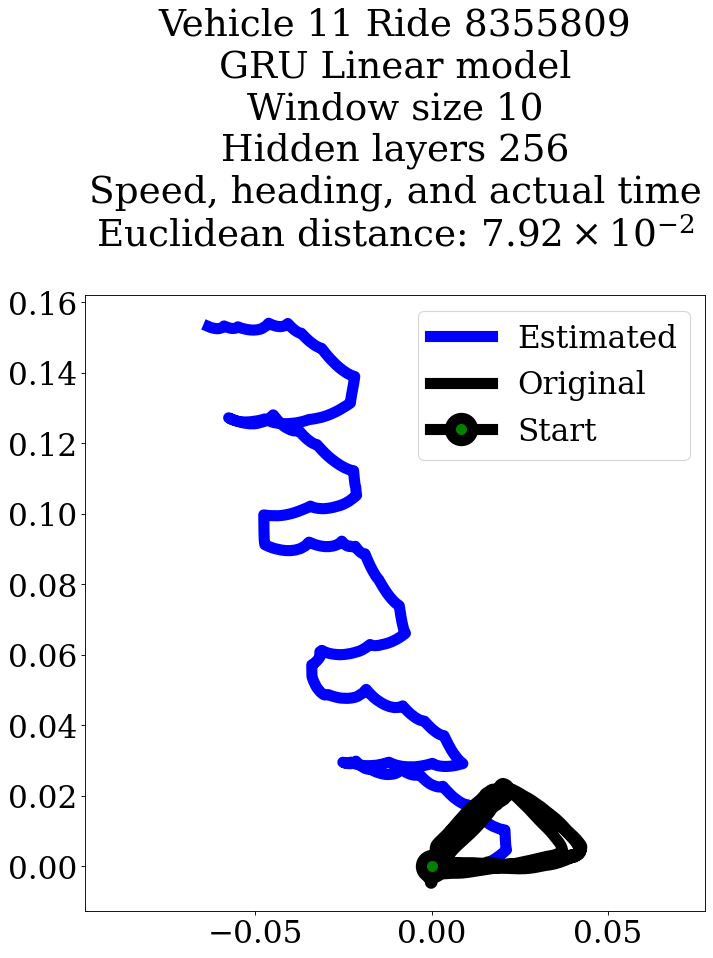 Vehicle 11 Ride 8355809
GRU Linear model
Window size 10
Hidden layers 256
Speed, heading, and actual time
Euclidean distance: 7.92 × 10⁻²
0.16
0.14
0.12
0.10
0.08
0.06
0.04
0.02
0.00
Estimated
Original
Start
−0.05
0.00
0.05